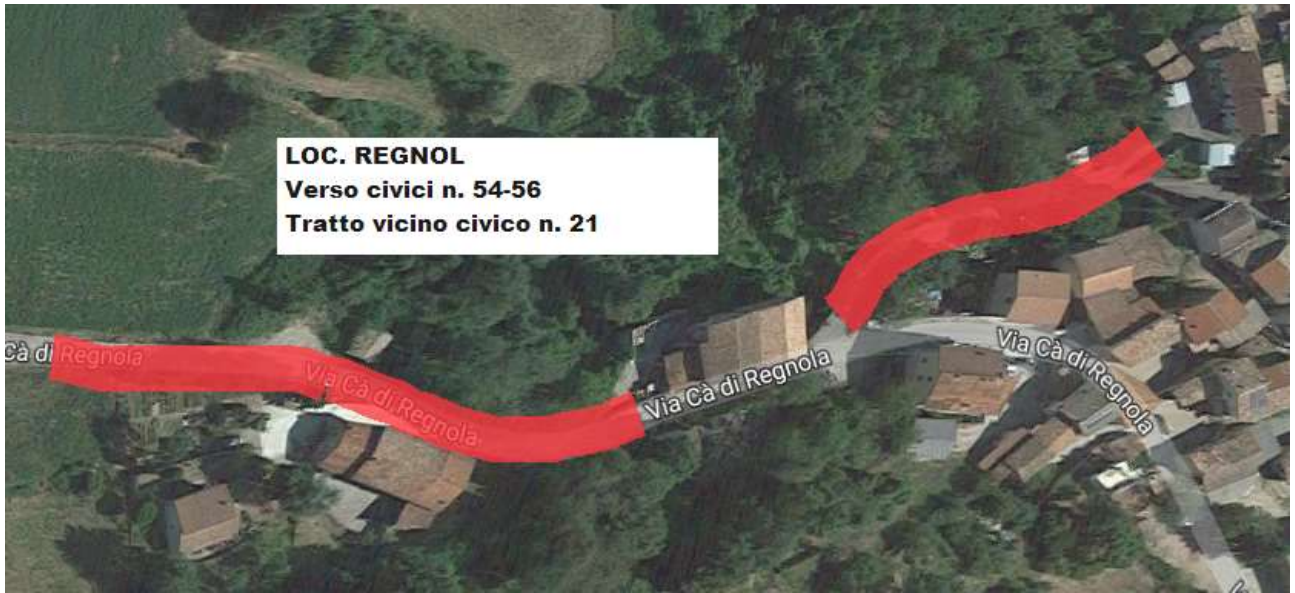 LOC. REGNOL
Verso civici n. 54-56
Tratto vicino civico n. 21
Cà di Regnola
Via Cà di Regnola
Via Cà di Regnola
Via Cà di Regnola